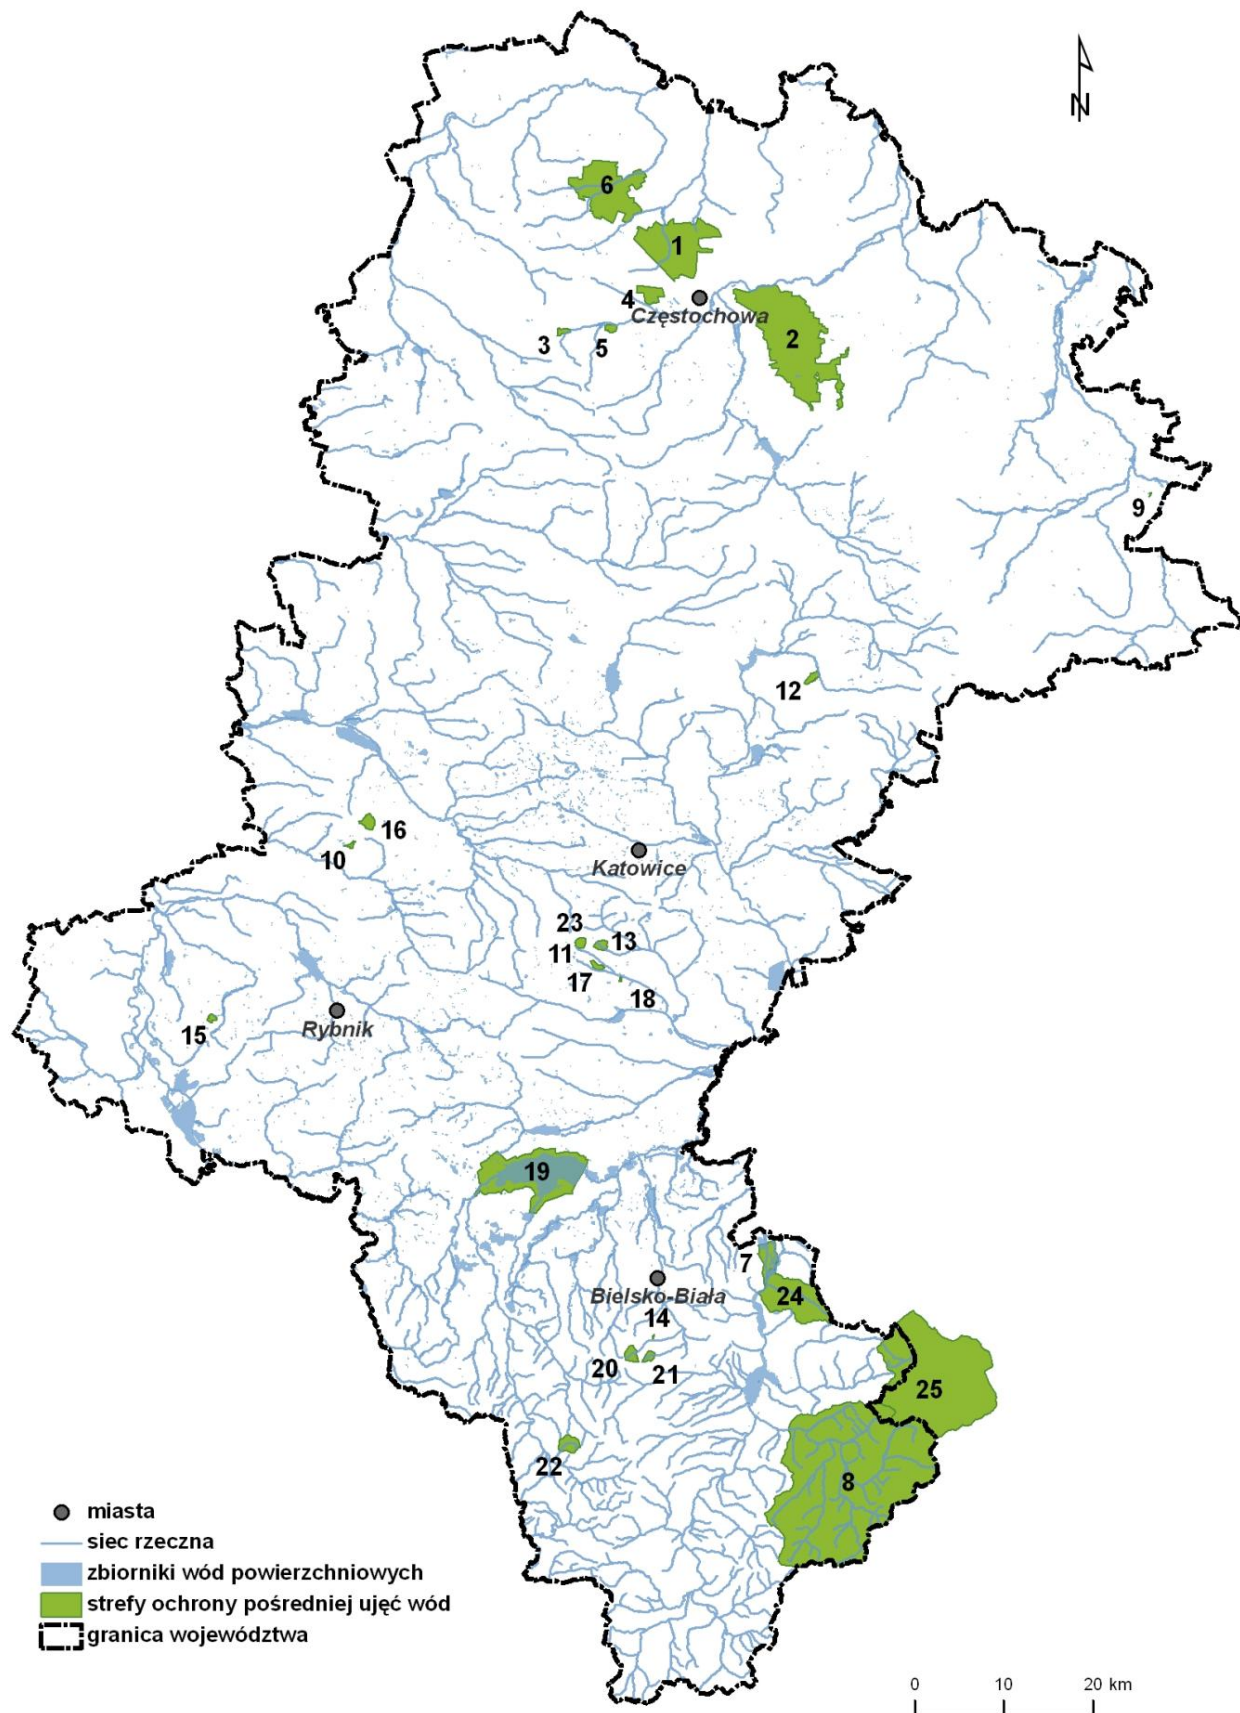 N
6
1
4
Częstochowa
3
5
2
9
12
16
10
Katowice
23
11
13
17
18
15
Rybnik
19
7
Bielsko-Biała
24
14
20
21
25
22
8
miasta
siec rzeczna
zbiorniki wód powierzchniowych
strefy ochrony pośredniej ujęć wód
granica województwa
0 10 20 km